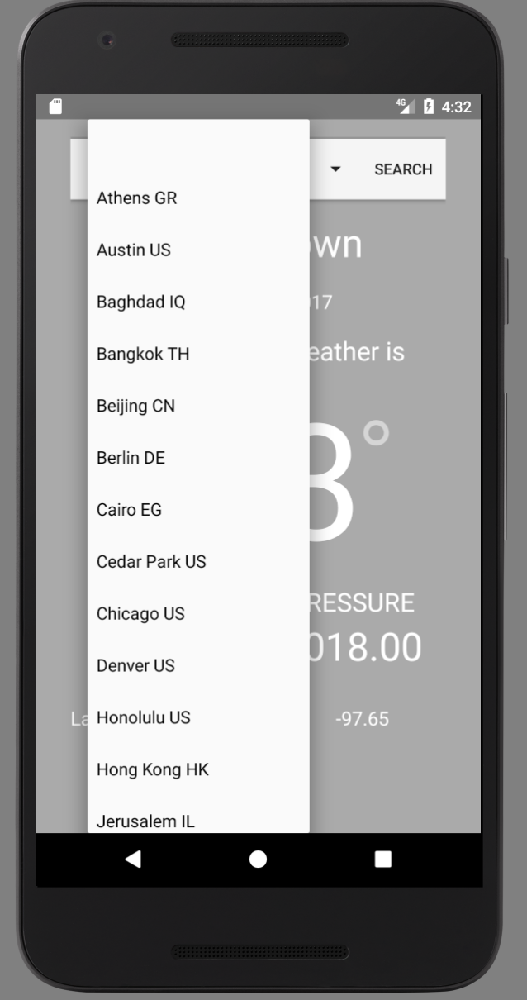 4G 4:32
SEARCH
Athens GR
wn
Austin US
17
Baghdad IQ
eather is
Bangkok TH
Beijing CN
8°
Berlin DE
Cairo EG
Cedar Park US
RESSURE
Chicago US
018.00
Denver US
La
Honolulu US
-97.65
Hong Kong HK
Jerusalem IL